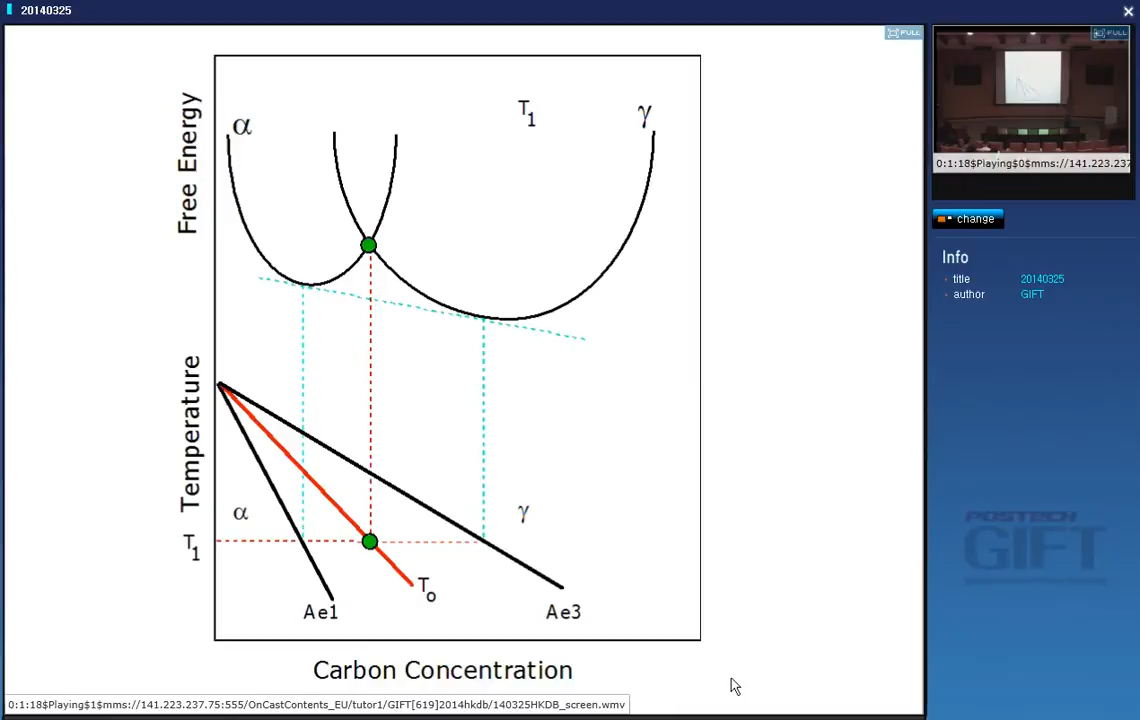 20140325
FULL
FULL
Free Energy
α
T1
γ
0:1:18$Playing$0$mms://141.223.237
change
Info
title 20140325
author GIFT
Temperature
α
γ
T1
To
Ae1
Ae3
POSTECH
GIFT
Carbon Concentration
0:1:18$Playing$1$mms://141.223.237.75:555/OnCastContents_EU/tutor1/GIFT[619]2014hkdb/140325HKDB_screen.wmv